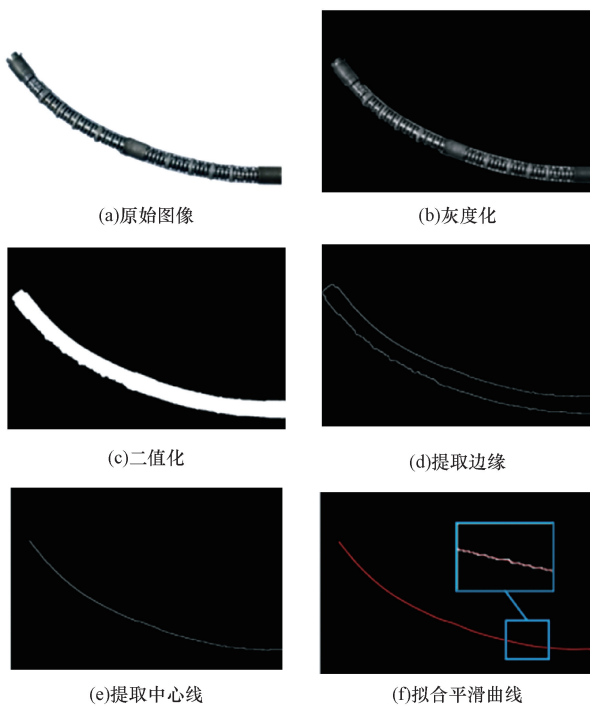 (a)原始图像
(b)灰度化
(c)二值化
(d)提取边缘
(e)提取中心线
(f)拟合平滑曲线